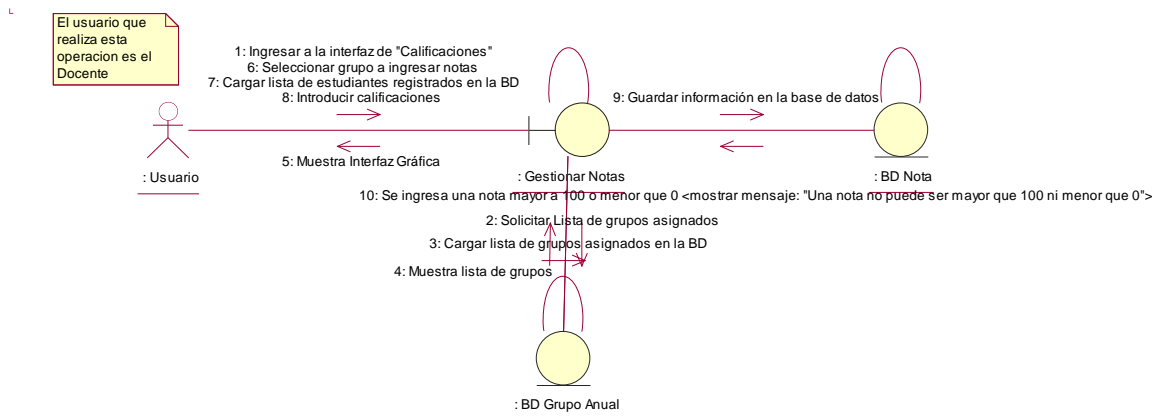 El usuario que
realiza esta
operacion es el
Docente
1: Ingresar a la interfaz de "Calificaciones"
6: Seleccionar grupo a ingresar notas
7: Cargar lista de estudiantes registrados en la BD
8: Introducir calificaciones
9: Guardar información en la base de datos
5: Muestra Interfaz Gráfica
: Usuario
: Gestionar Notas
: BD Nota
10: Se ingresa una nota mayor a 100 o menor que 0 <mostrar mensaje: "Una nota no puede ser mayor que 100 ni menor que 0">
2: Solicitar Lista de grupos asignados
3: Cargar lista de grupos asignados en la BD
4: Muestra lista de grupos
: BD Grupo Anual